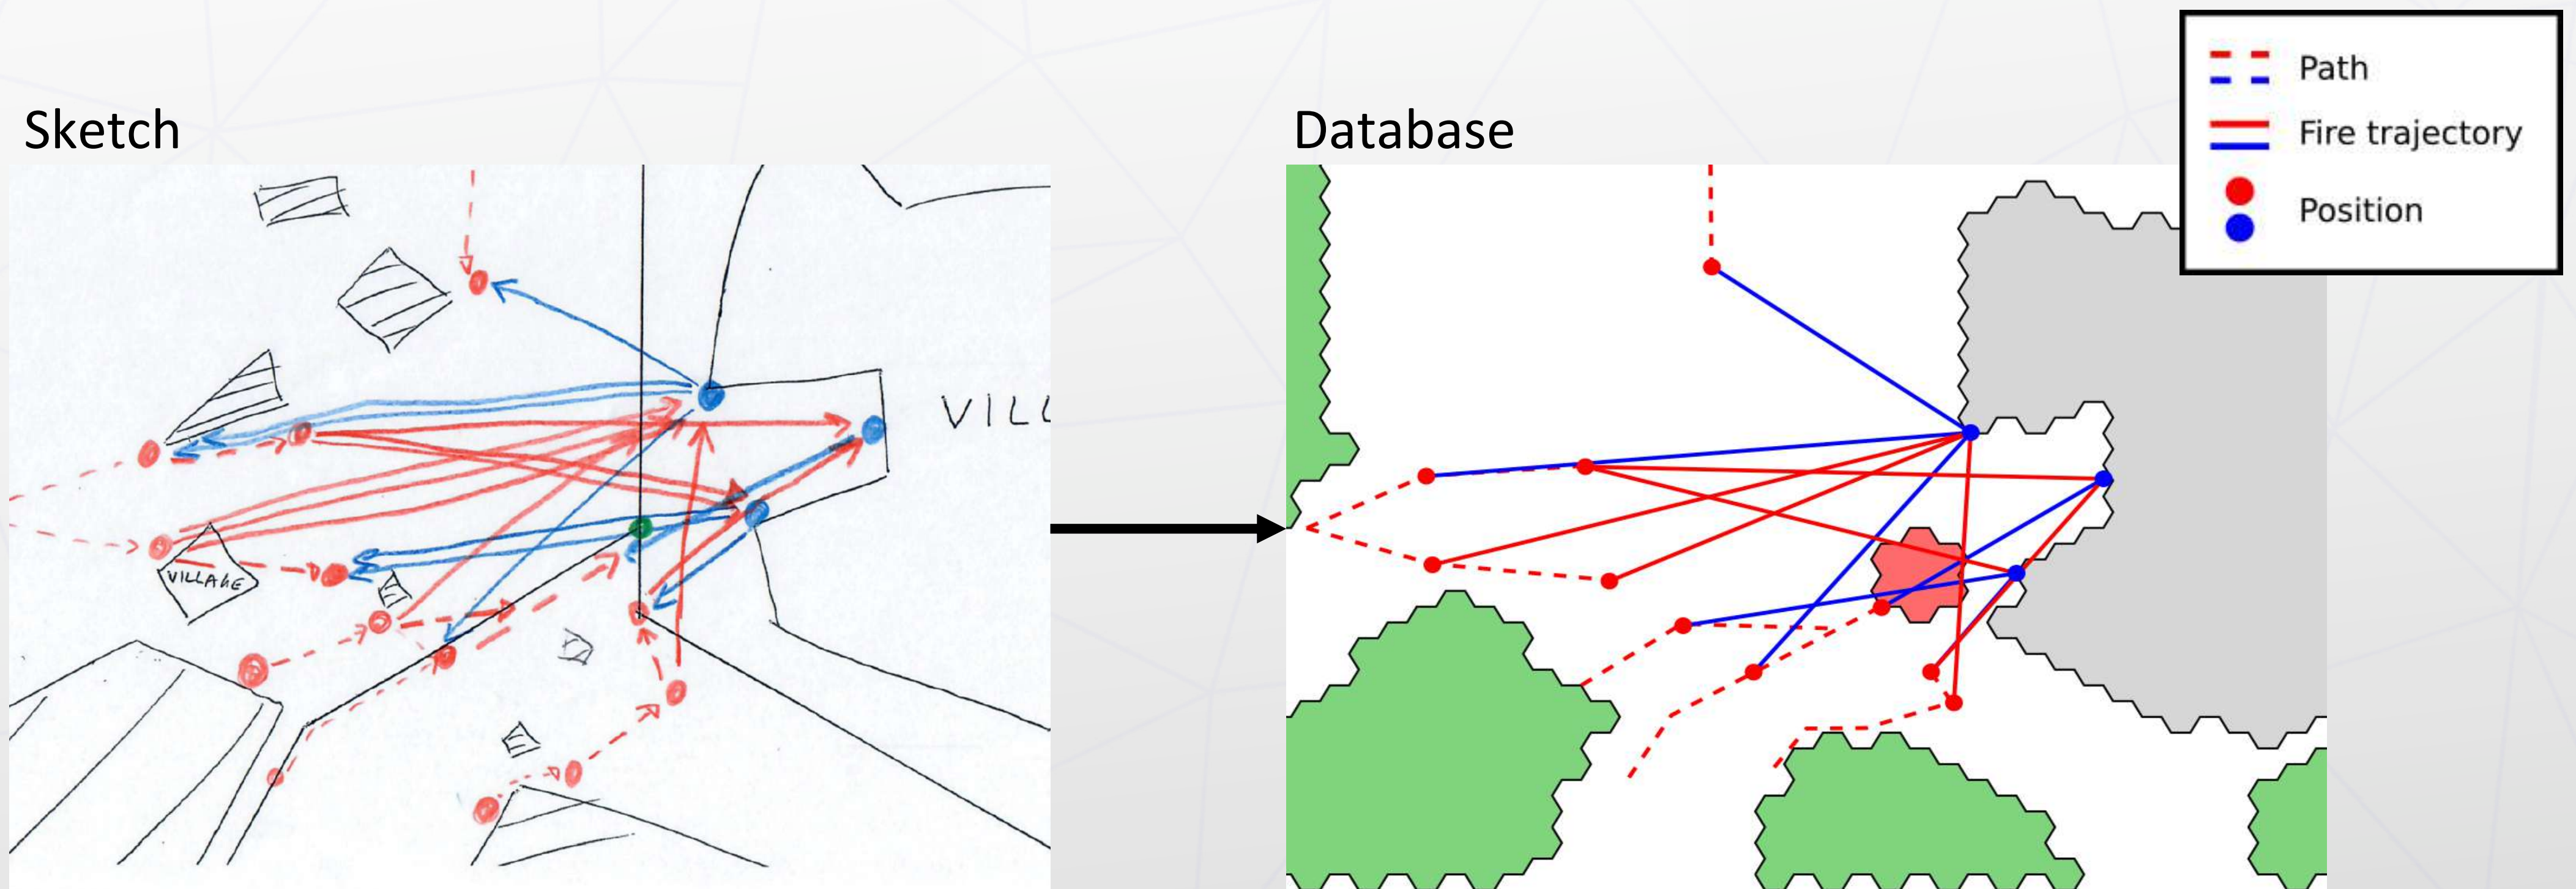 Sketch
Database
Path
Fire trajectory
Position
VILL
VILLAGE